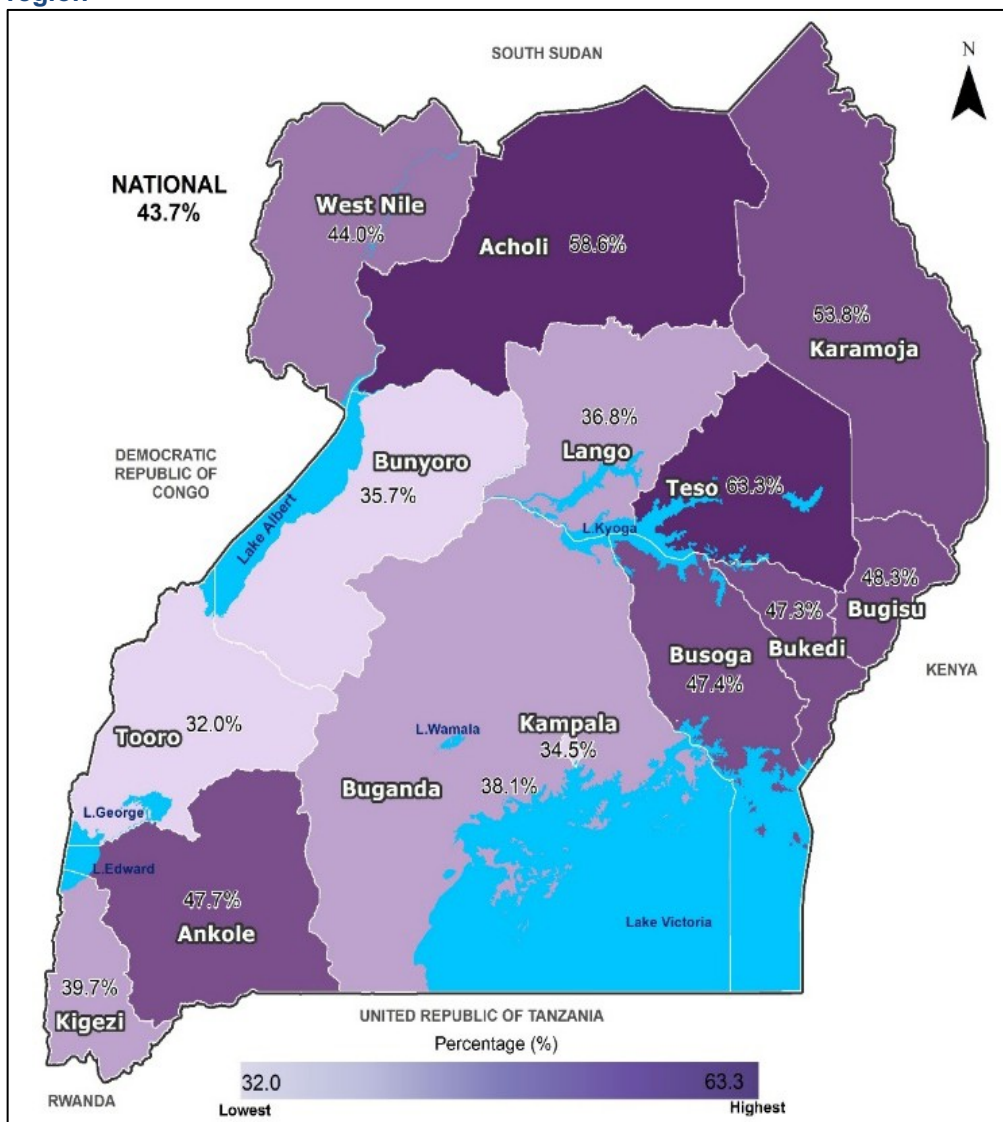 region
SOUTH SUDAN
N
NATIONAL
43.7%
West Nile
44.0%
Acholi 58.6%
53.8%
Karamoja
36.8%
Lango
DEMOCRATIC
REPUBLIC OF
CONGO
Bunyoro
35.7%
Lake Albert
Teso 63.3%
L.Kyoga
48.3%
Bugisu
47.3%
Bukedi
Busoga
47.4%
KENYA
Tooro 32.0%
L.Wamala
Kampala
34.5%
Buganda 38.1%
L.George
L.Edward
47.7%
Ankole
Lake Victoria
39.7%
Kigezi
UNITED REPUBLIC OF TANZANIA
Percentage (%)
32.0 63.3
Lowest Highest
RWANDA